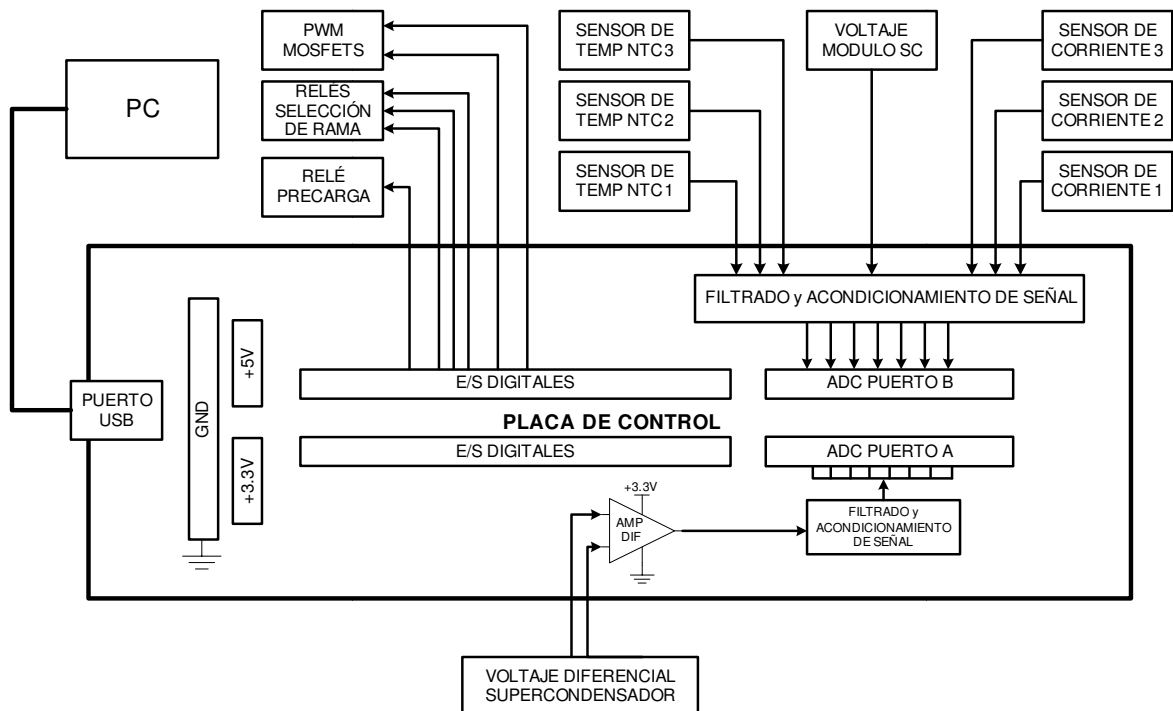 PWM
MOSFETS
SENSOR DE
TEMP NTC3
VOLTAJE
MODULO SC
SENSOR DE
CORRIENTE 3
PC
RELÉS
SELECCIÓN
DE RAMA
SENSOR DE
TEMP NTC2
SENSOR DE
CORRIENTE 2
RELÉ
PRECARGA
SENSOR DE
TEMP NTC1
SENSOR DE
CORRIENTE 1
FILTRADO y ACONDICIONAMIENTO DE SEÑAL
+5V
E/S DIGITALES
ADC PUERTO B
PUERTO
USB
GND
PLACA DE CONTROL
+3.3V
E/S DIGITALES
ADC PUERTO A
+3.3V
AMP
DIF
FILTRADO y
ACONDICIONAMIENTO
DE SEÑAL
VOLTAJE DIFERENCIAL
SUPERCONDENSADOR